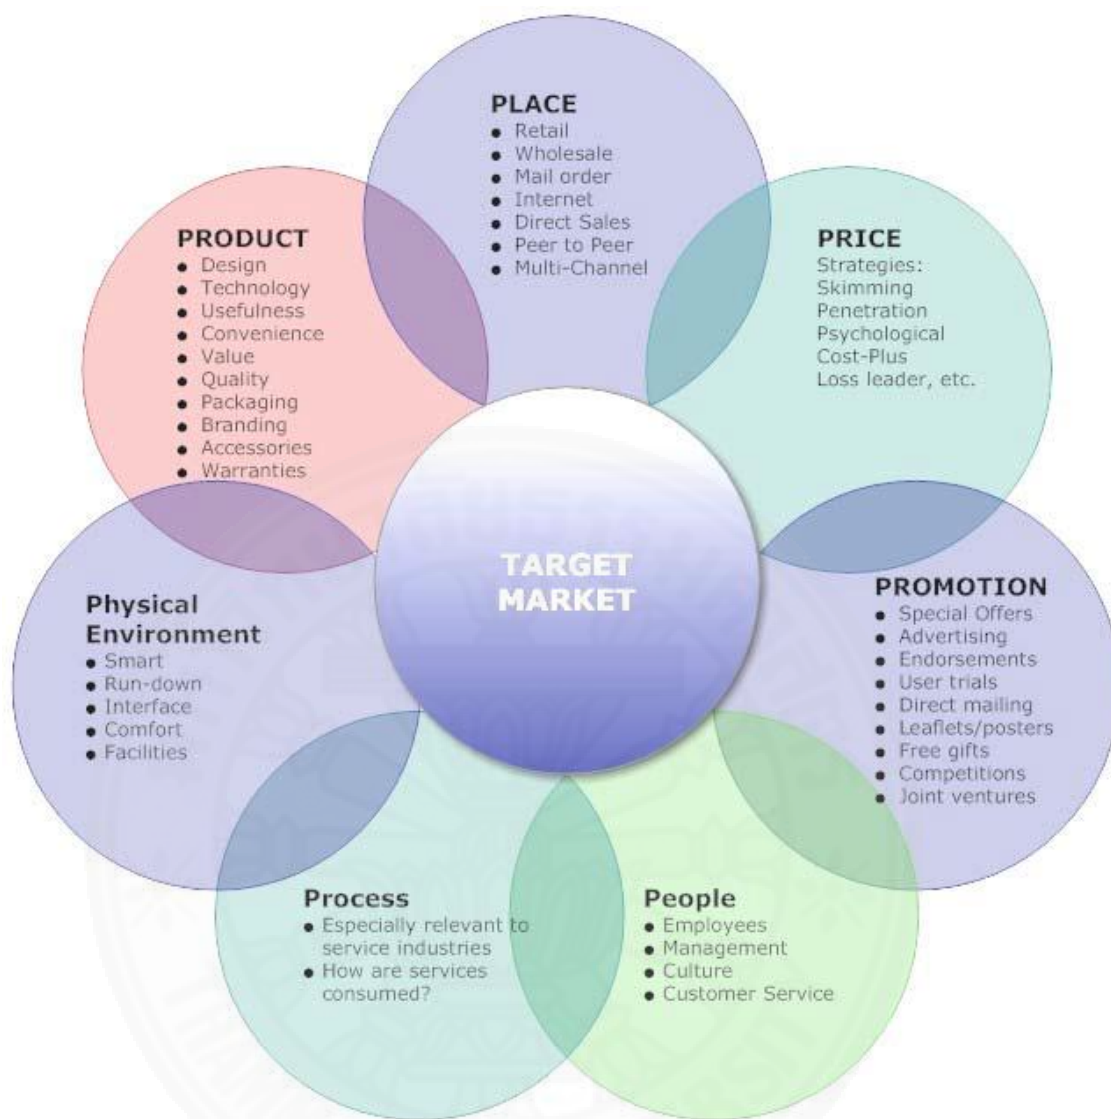 PLACE
● Retail
● Wholesale
● Mail order
● Internet
● Direct Sales
● Peer to Peer
● Multi-Channel
PRODUCT
● Design
● Technology
● Usefulness
● Convenience
● Value
● Quality
● Packaging
● Branding
● Accessories
● Warranties
PRICE
Strategies:
Skimming
Penetration
Psychological
Cost-Plus
Loss leader, etc.
TARGET
MARKET
Physical
Environment
● Smart
● Run-down
● Interface
● Comfort
● Facilities
PROMOTION
● Special Offers
● Advertising
● Endorsements
● User trials
● Direct mailing
● Leaflets/posters
● Free gifts
● Competitions
● Joint ventures
Process
● Especially relevant to
service industries
● How are services
consumed?
People
● Employees
● Management
● Culture
● Customer Service